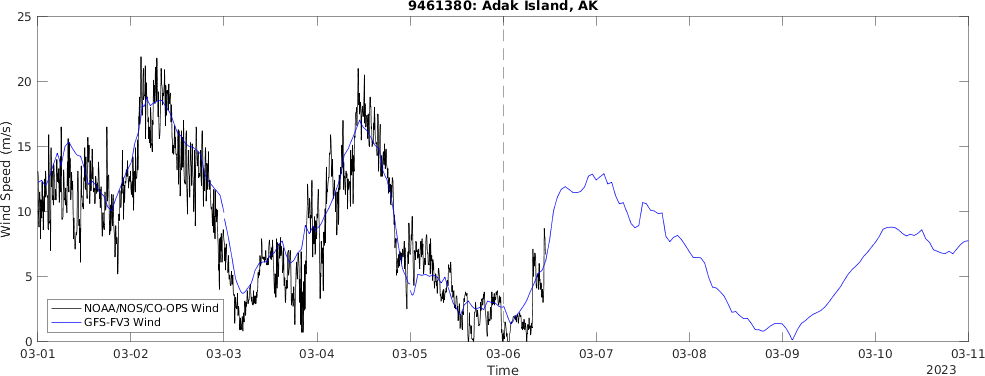 9461380: Adak Island, AK
25
20
15
10
5
0
Wind Speed (m/s)
NOAA/NOS/CO-OPS Wind
GFS-FV3 Wind
03-01 03-02 03-03 03-04 03-05 03-06 03-07 03-08 03-09 03-10 03-11
Time
2023